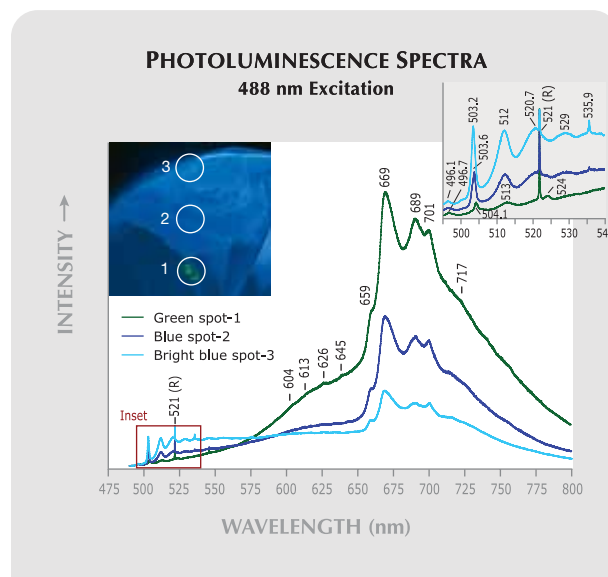 PHOTOLUMINESCENCE SPECTRA
488 nm Excitation
503.2
512
520.7
521 (R)
529
535.9
496.1
496.7
503.6
504.1
513
524
500 510 520 530 54
3
2
1
Green spot-1
Blue spot-2
Bright blue spot-3
INTENSITY →
669
689
701
717
659
645
626
613
604
521 (R)
Inset
475 500 525 550 575 600 625 650 675 700 725 750 775 800
WAVELENGTH (nm)